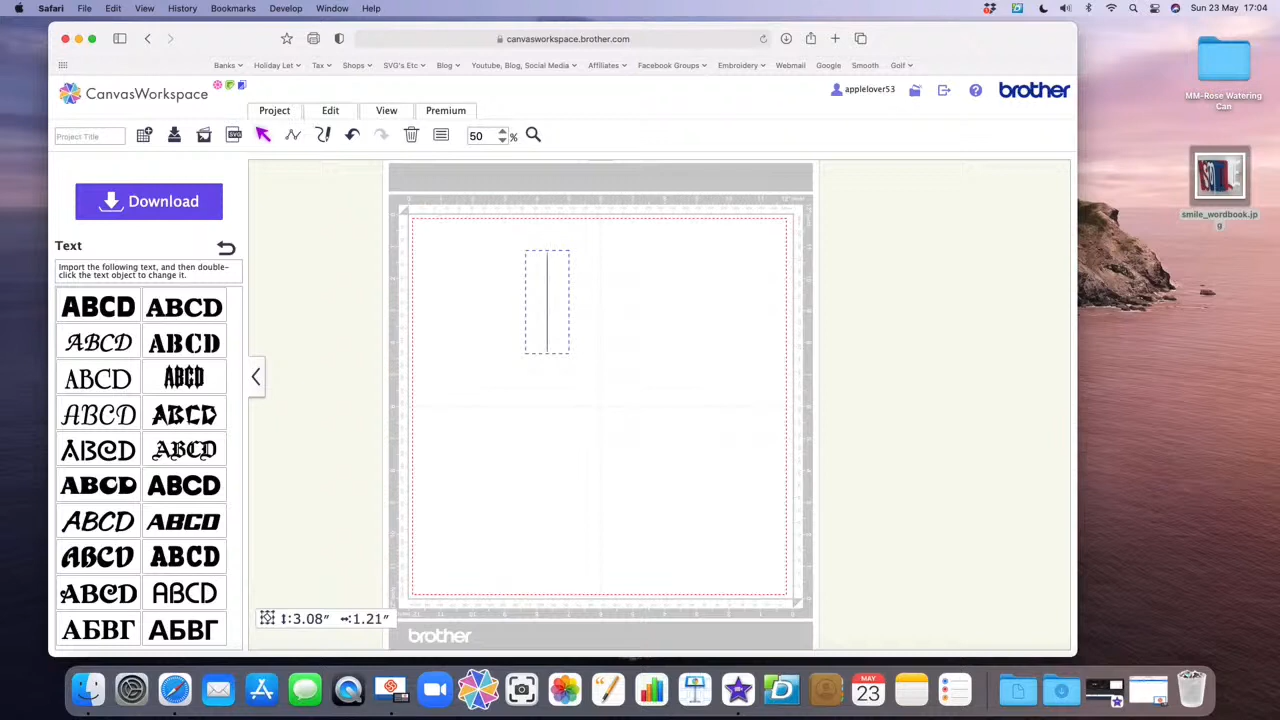 Safari File Edit View History Bookmarks Develop Window Help Sun 23 May 17:04
canvasworkspace.brother.com
Banks Holiday Let Tax Shops SVG's Etc Blog Youtube, Blog, Social Media Affiliates Facebook Groups Embroidery Webmail Google Smooth Golf
CanvasWorkspace applelover53 brother
Project Edit View Premium
Project Title SVG 50 %
Download
Text
Import the following text, and then double-
click the text object to change it.
ABCD ABCD
ABCD ABCD
ABCD ABCD
ABCD ABCD
ABCD ABCD
ABCD ABCD
ABCD ABCD
ABCD ABCD
ABCD ABCD
АБВГ АБВГ
3.08″ 1.21″
brother
MM-Rose Watering
Can
smile_wordbook.jp
g
MAY
23